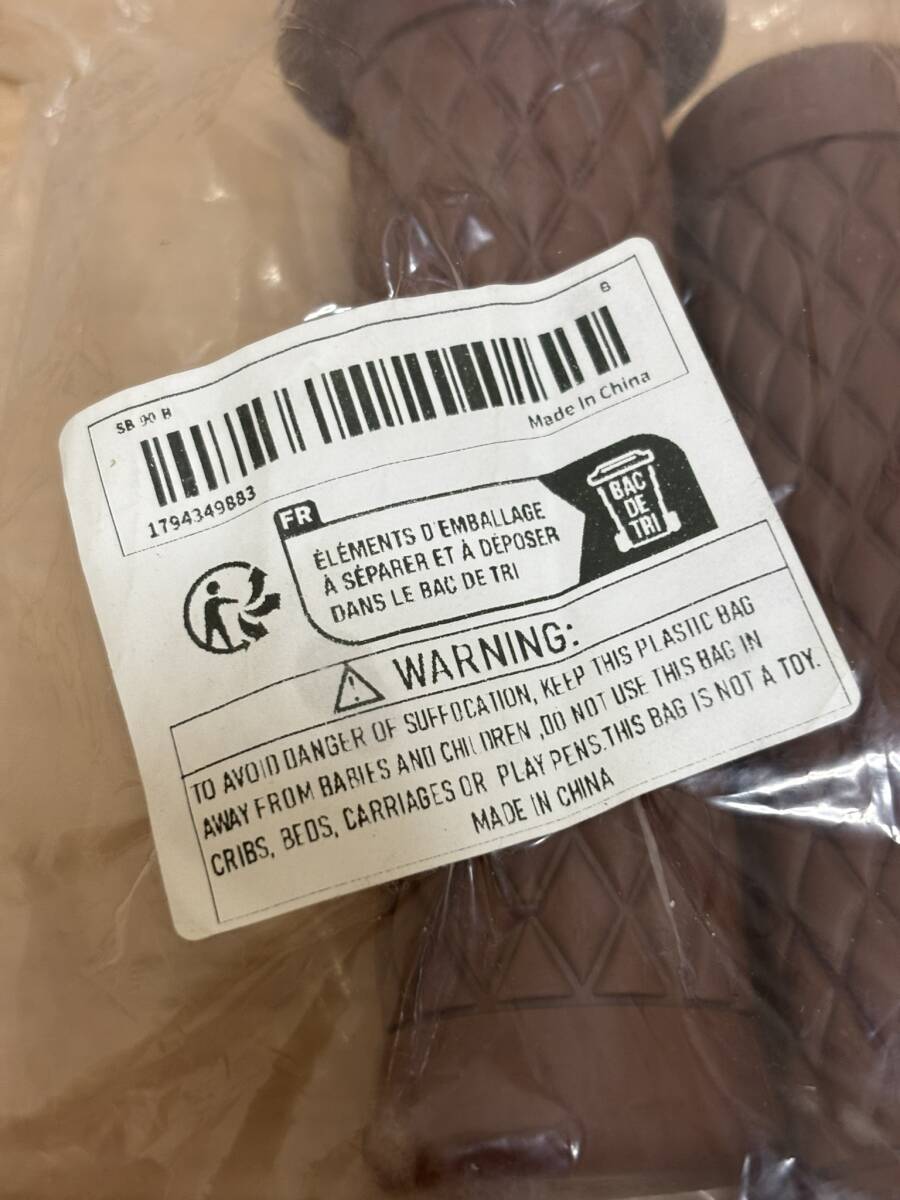 B
SB 90 B
Made In China
1794349883
FR
ÉLÉMENTS D'EMBALLAGE
À SÉPARER ET À DÉPOSER
DANS LE BAC DE TRI
BAC
DE
TRI
WARNING:
TO AVOID DANGER OF SUFFOCATION, KEEP THIS PLASTIC BAG
AWAY FROM BABIES AND CHILDREN ,DO NOT USE THIS BAG IN
CRIBS, BEDS, CARRIAGES OR PLAY PENS.THIS BAG IS NOT A TOY.
MADE IN CHINA